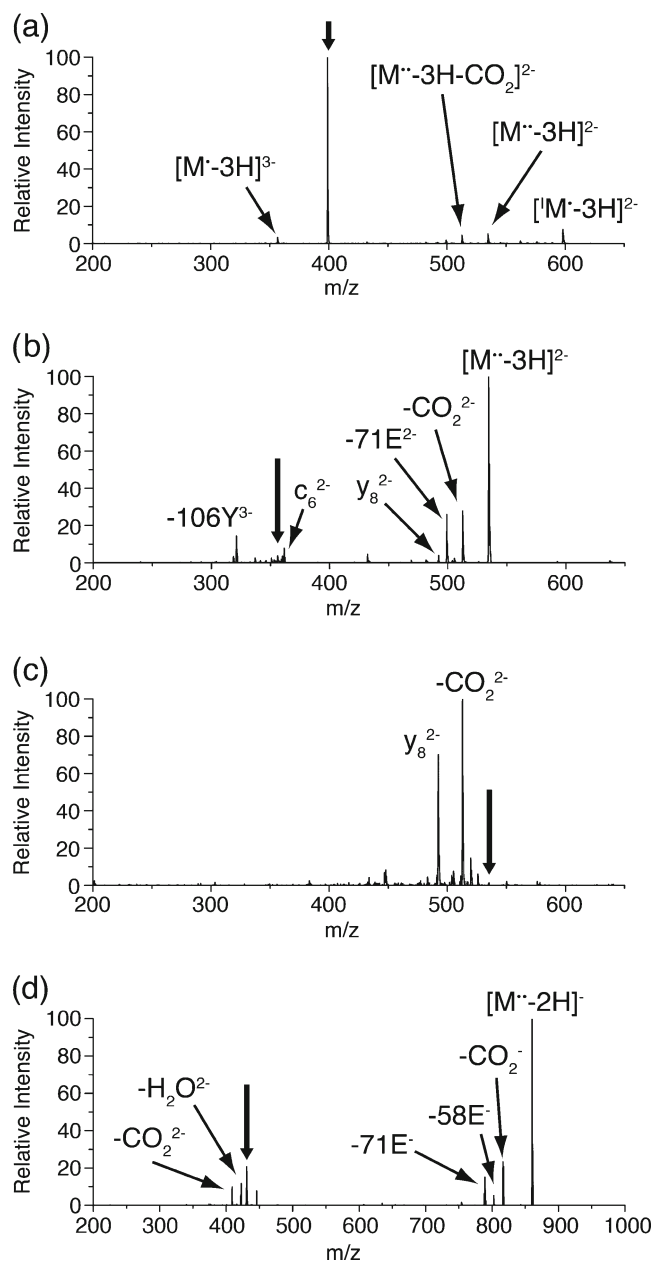 (a)
[M··-3H-CO₂]²⁻
[M··-3H]²⁻
[M·-3H]³⁻
[ᴵM·-3H]²⁻
Relative Intensity
100
80
60
40
20
0
200 300 400 500 600
m/z
(b)
[M··-3H]²⁻
-CO₂²⁻
-71E²⁻
y₈²⁻
c₆²⁻
-106Y³⁻
Relative Intensity
100
80
60
40
20
0
200 300 400 500 600
m/z
(c)
-CO₂²⁻
y₈²⁻
Relative Intensity
100
80
60
40
20
0
200 300 400 500 600
m/z
(d)
[M··-2H]⁻
-CO₂⁻
-H₂O²⁻
-58E⁻
-CO₂²⁻
-71E⁻
Relative Intensity
100
80
60
40
20
0
200 300 400 500 600 700 800 900 1000
m/z